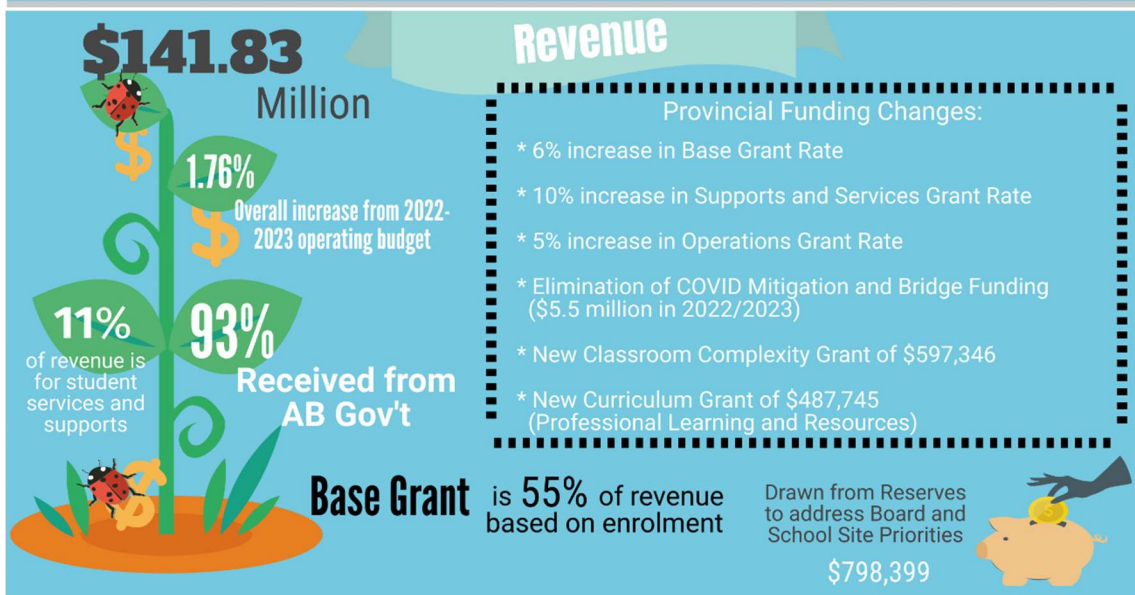 $141.83
Million
Revenue
1.76%
Overall increase from 2022-
2023 operating budget
11%
of revenue is
for student
services and
supports
93%
Received from
AB Gov't
Provincial Funding Changes:
* 6% increase in Base Grant Rate
* 10% increase in Supports and Services Grant Rate
* 5% increase in Operations Grant Rate
* Elimination of COVID Mitigation and Bridge Funding
($5.5 million in 2022/2023)
* New Classroom Complexity Grant of $597,346
* New Curriculum Grant of $487,745
(Professional Learning and Resources)
Base Grant is 55% of revenue
based on enrolment
Drawn from Reserves
to address Board and
School Site Priorities
$798,399
$
$
$
$